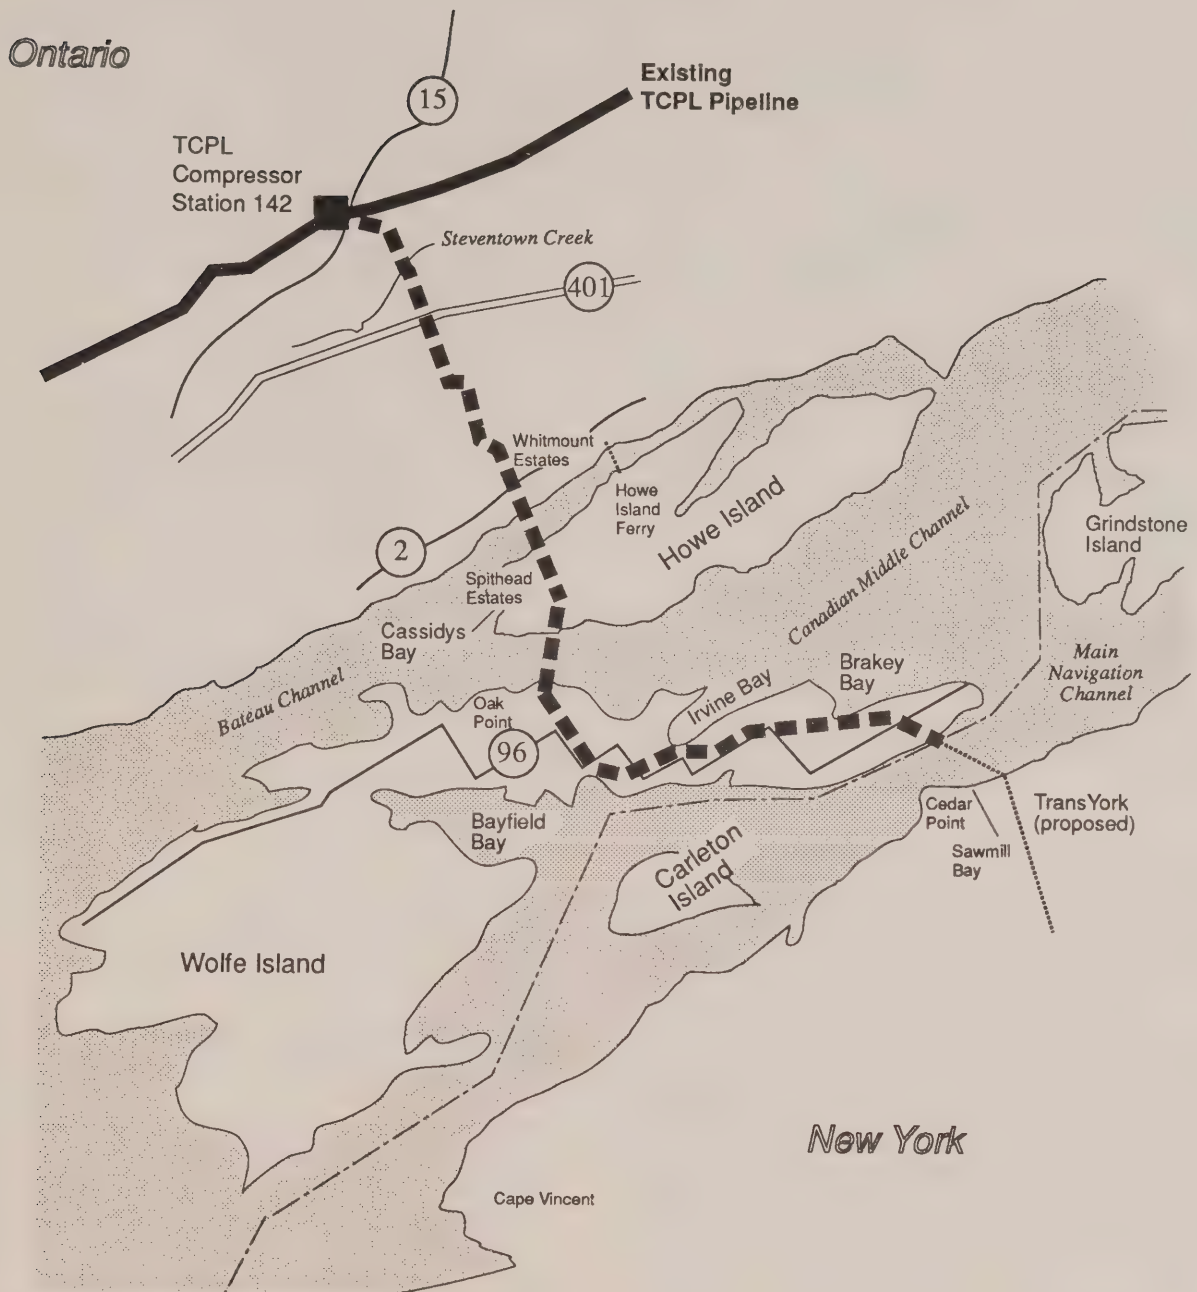 Ontario
Existing
TCPL Pipeline
15
TCPL
Compressor
Station 142
Steventown Creek
401
Whitmount
Estates
Howe
Island
Ferry
Howe Island
Grindstone
Island
2
Spithead
Estates
Cassidys
Bay
Canadian Middle Channel
Main
Navigation
Channel
Bateau Channel
Oak
Point
Irvine Bay
Brakey
Bay
96
Bayfield
Bay
Carleton
Island
Cedar
Point
Sawmill
Bay
TransYork
(proposed)
Wolfe Island
New York
Cape Vincent